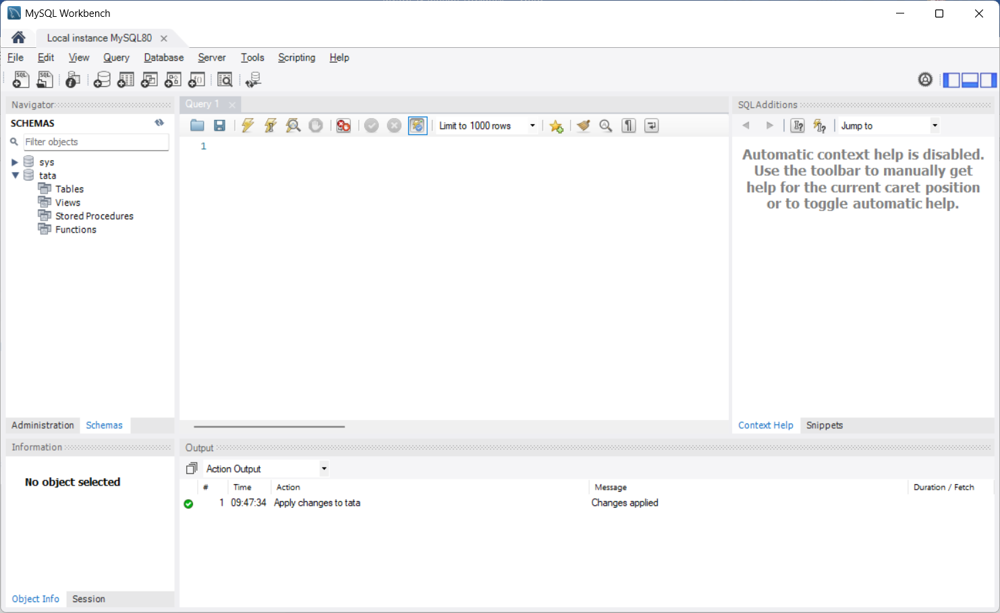 MySQL Workbench
Local instance MySQL80
File Edit View Query Database Server Tools Scripting Help
Navigator
SCHEMAS
Filter objects
sys
tata
Tables
Views
Stored Procedures
Functions
Administration Schemas
Information
No object selected
Object Info Session
Query 1
Limit to 1000 rows
1
SQLAdditions
Jump to
Automatic context help is disabled.
Use the toolbar to manually get
help for the current caret position
or to toggle automatic help.
Context Help Snippets
Output
Action Output
# Time Action Message Duration / Fetch
1 09:47:34 Apply changes to tata Changes applied